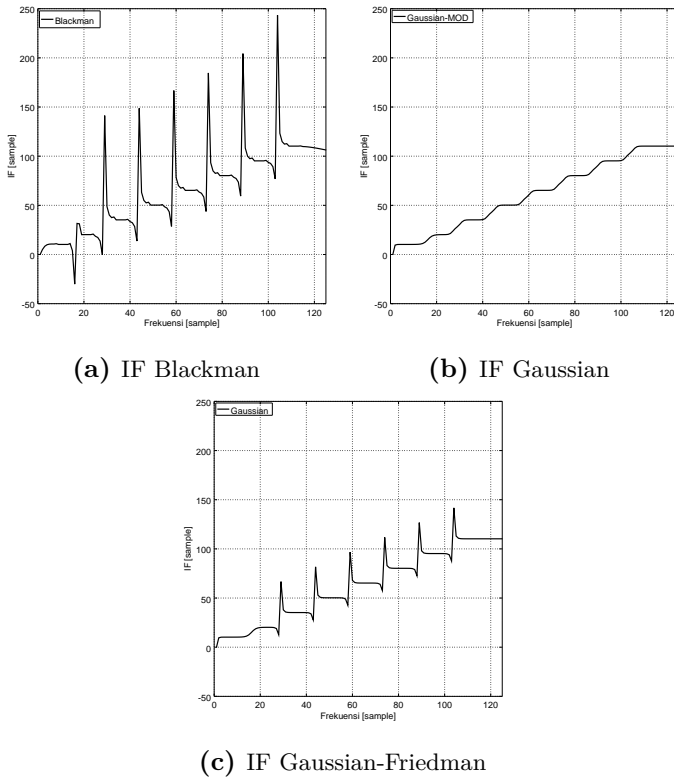 250
200
150
100
50
0
-50
IF [sample]
Blackman
0 20 40 60 80 100 120
Frekuensi [sample]
(a) IF Blackman
250
200
150
100
50
0
-50
IF [sample]
Gaussian-MOD
0 20 40 60 80 100 120
Frekuensi [sample]
(b) IF Gaussian
250
200
150
100
50
0
-50
IF [sample]
Gaussian
0 20 40 60 80 100 120
Frekuensi [sample]
(c) IF Gaussian-Friedman